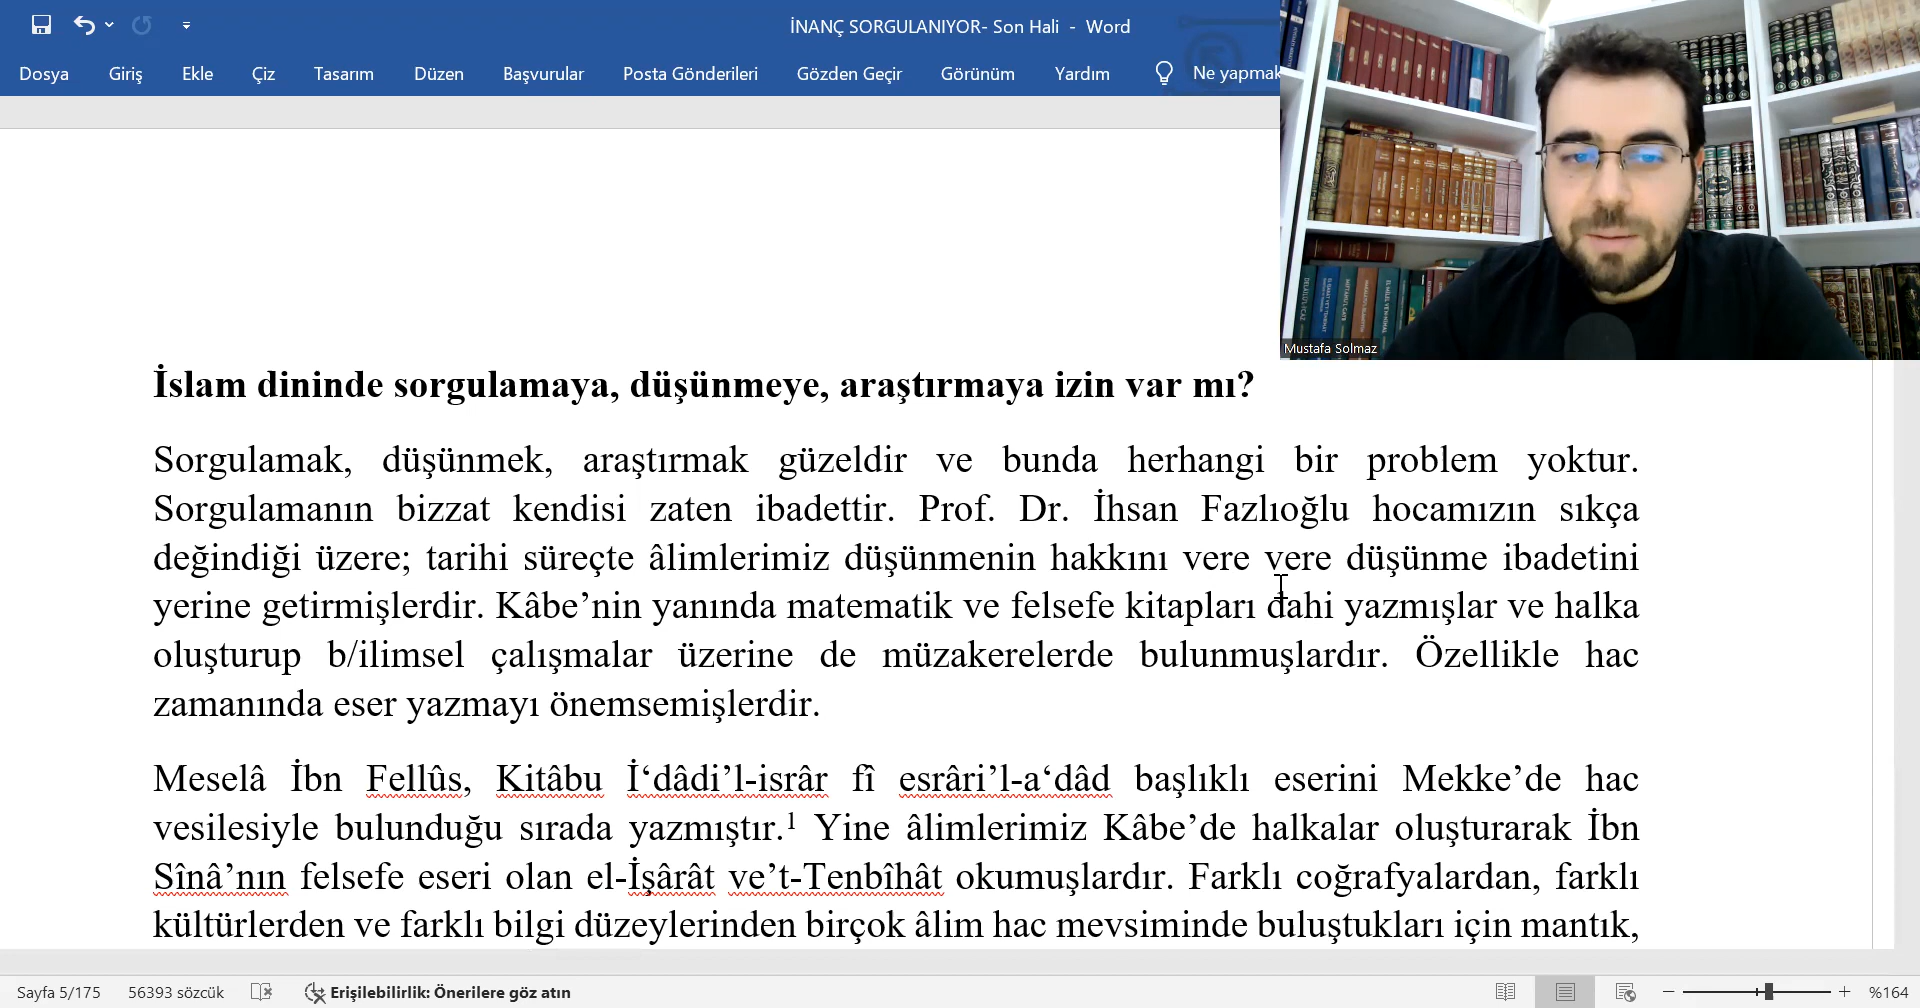 İNANÇ SORGULANIYOR- Son Hali - Word
Dosya Giriş Ekle Çiz Tasarım Düzen Başvurular Posta Gönderileri Gözden Geçir Görünüm Yardım Ne yapmak
Mustafa Solmaz
İslam dininde sorgulamaya, düşünmeye, araştırmaya izin var mı?
Sorgulamak, düşünmek, araştırmak güzeldir ve bunda herhangi bir problem yoktur.
Sorgulamanın bizzat kendisi zaten ibadettir. Prof. Dr. İhsan Fazlıoğlu hocamızın sıkça
değindiği üzere; tarihi süreçte âlimlerimiz düşünmenin hakkını vere vere düşünme ibadetini
yerine getirmişlerdir. Kâbe’nin yanında matematik ve felsefe kitapları dahi yazmışlar ve halka
oluşturup b/ilimsel çalışmalar üzerine de müzakerelerde bulunmuşlardır. Özellikle hac
zamanında eser yazmayı önemsemişlerdir.
Meselâ İbn Fellûs, Kitâbu İ‘dâdi’l-isrâr fî esrâri’l-a‘dâd başlıklı eserini Mekke’de hac
vesilesiyle bulunduğu sırada yazmıştır.¹ Yine âlimlerimiz Kâbe’de halkalar oluşturarak İbn
Sînâ’nın felsefe eseri olan el-İşârât ve’t-Tenbîhât okumuşlardır. Farklı coğrafyalardan, farklı
kültürlerden ve farklı bilgi düzeylerinden birçok âlim hac mevsiminde buluştukları için mantık,
Sayfa 5/175 56393 sözcük Erişilebilirlik: Önerilere göz atın %164